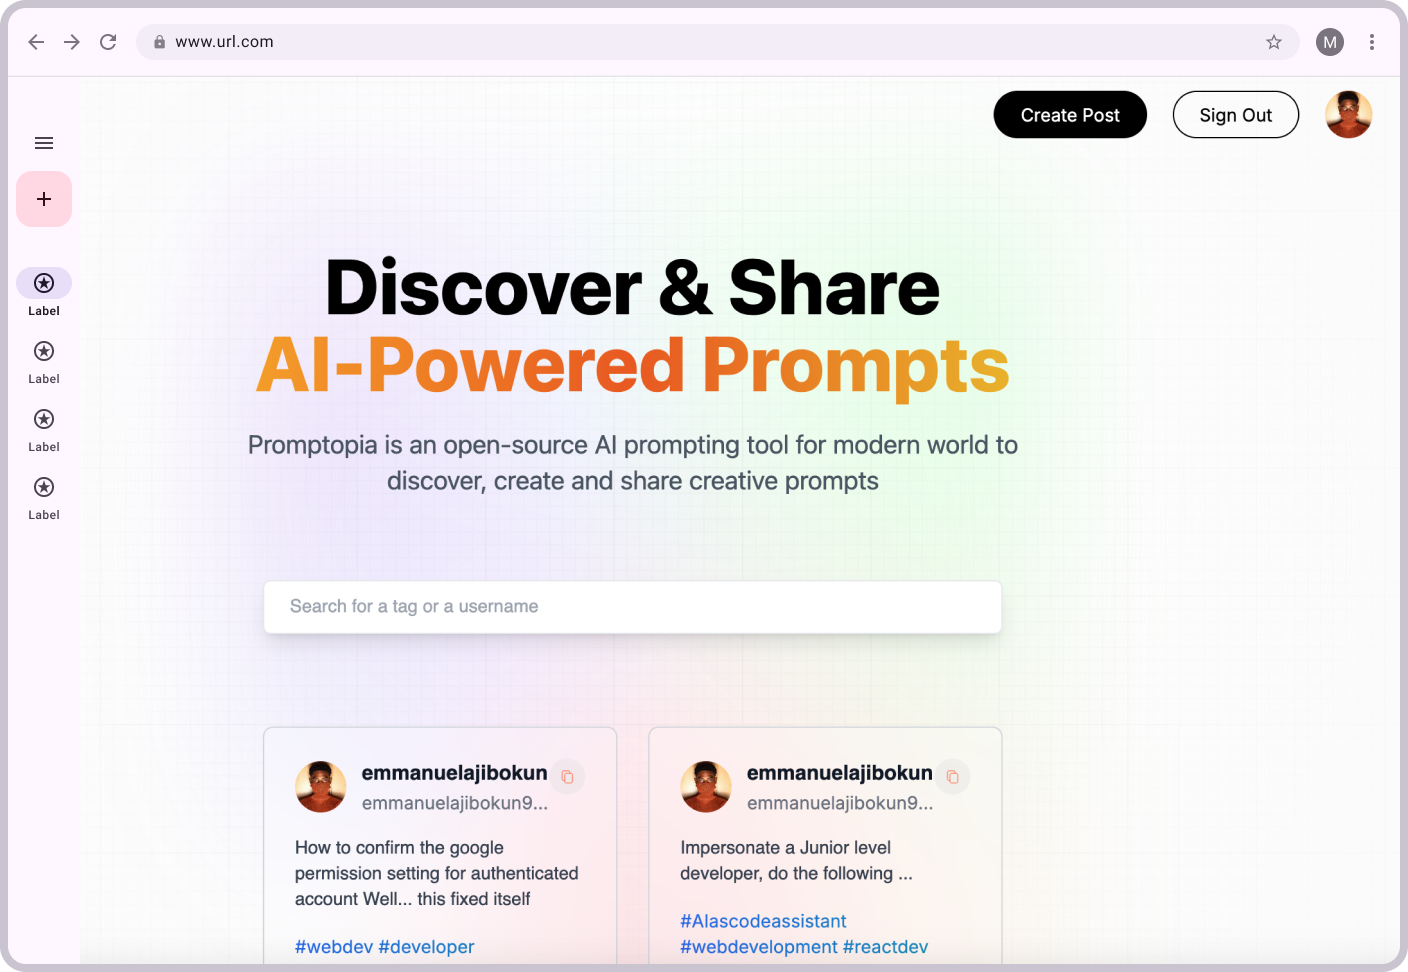 www.url.com
M
Create Post
Sign Out
Label
Label
Label
Label
Discover & Share
AI-Powered Prompts
Promptopia is an open-source AI prompting tool for modern world to
discover, create and share creative prompts
Search for a tag or a username
emmanuelajibokun
emmanuelajibokun9...
How to confirm the google
permission setting for authenticated
account Well... this fixed itself
#webdev #developer
emmanuelajibokun
emmanuelajibokun9...
Impersonate a Junior level
developer, do the following ...
#AIascodeassistant
#webdevelopment #reactdev